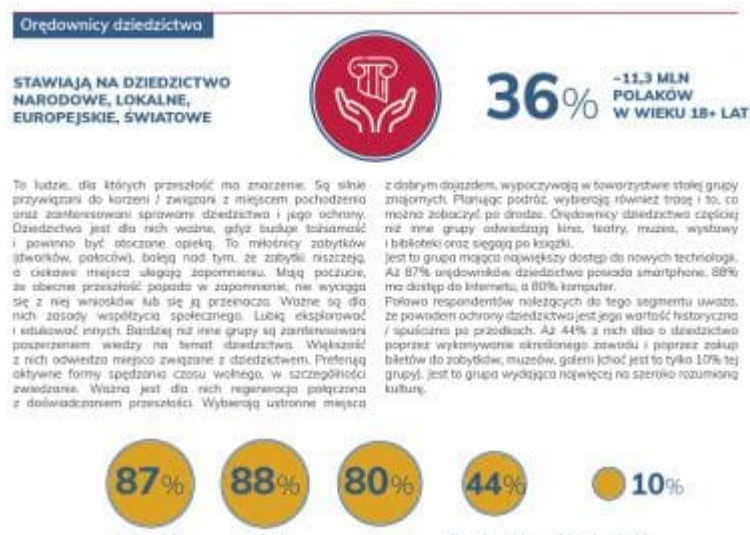 Orędownicy dziedzictwa
STAWIAJĄ NA DZIEDZICTWO
NARODOWE, LOKALNE,
EUROPEJSKIE, ŚWIATOWE
36%
~11,3 MLN
POLAKÓW
W WIEKU 18+ LAT
To ludzie, dla których przeszłość ma znaczenie. Są silnie
przywiązani do korzeni / związani z miejscem pochodzenia
oraz zainteresowani sprawami dziedzictwa i jego ochrony.
Dziedzictwo jest dla nich ważne, gdyż buduje tożsamość
i powinno być otoczone opieką. To miłośnicy zabytków
(dworków, pałaców), boleją nad tym, że zabytki niszczeją,
a ciekawe miejsca ulegają zapomnieniu. Mają poczucie,
że obecnie przeszłość popada w zapomnienie, nie wyciąga
się z niej wniosków lub się ją przeinacza. Ważne są dla
nich zasady współżycia społecznego. Lubią eksplorować
i edukować innych. Bardziej niż inne grupy są zainteresowani
poszerzeniem wiedzy na temat dziedzictwa. Większość
z nich odwiedza miejsca związane z dziedzictwem. Preferują
aktywne formy spędzania czasu wolnego, w szczególności
zwiedzanie. Ważna jest dla nich regeneracja połączona
z doświadczaniem przeszłości. Wybierają ustronne miejsca
z dobrym dojazdem, wypoczywają w towarzystwie stałej grupy
znajomych. Planując podróż, wybierają również trasę i to, co
można zobaczyć po drodze. Orędownicy dziedzictwa częściej
niż inne grupy odwiedzają kina, teatry, muzea, wystawy
i biblioteki oraz sięgają po książki.
Jest to grupa mająca największy dostęp do nowych technologii.
Aż 87% orędowników dziedzictwa posiada smartphone, 88%
ma dostęp do Internetu, a 80% komputer.
Połowa respondentów należących do tego segmentu uważa,
że powodem ochrony dziedzictwa jest jego wartość historyczna
/ spuścizna po przodkach. Aż 44% z nich dba o dziedzictwo
poprzez wykonywanie określonego zawodu i poprzez zakup
biletów do zabytków, muzeów, galerii (choć jest to tylko 10% tej
grupy). Jest to grupa wydająca najwięcej na szeroko rozumianą
kulturę.
87% 88% 80% 44% 10%